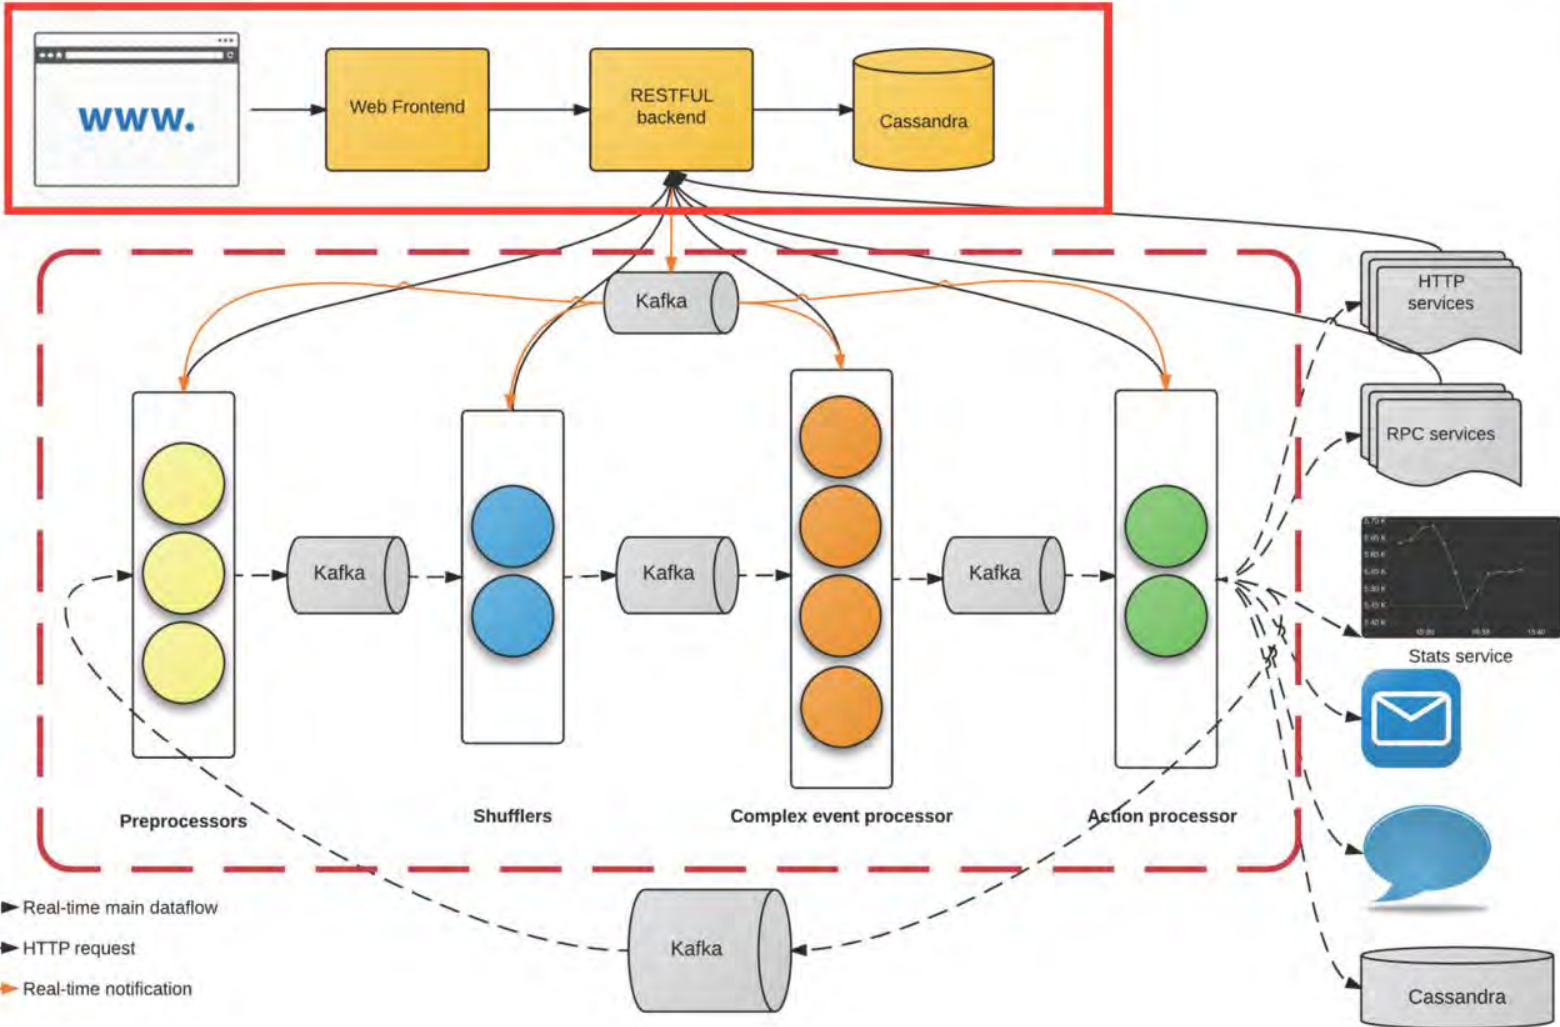 www.
Web Frontend
RESTFUL
backend
Cassandra
Kafka
HTTP
services
RPC services
Kafka
Kafka
Kafka
Stats service
Preprocessors
Shufflers
Complex event processor
Action processor
Real-time main dataflow
HTTP request
Real-time notification
Kafka
Cassandra